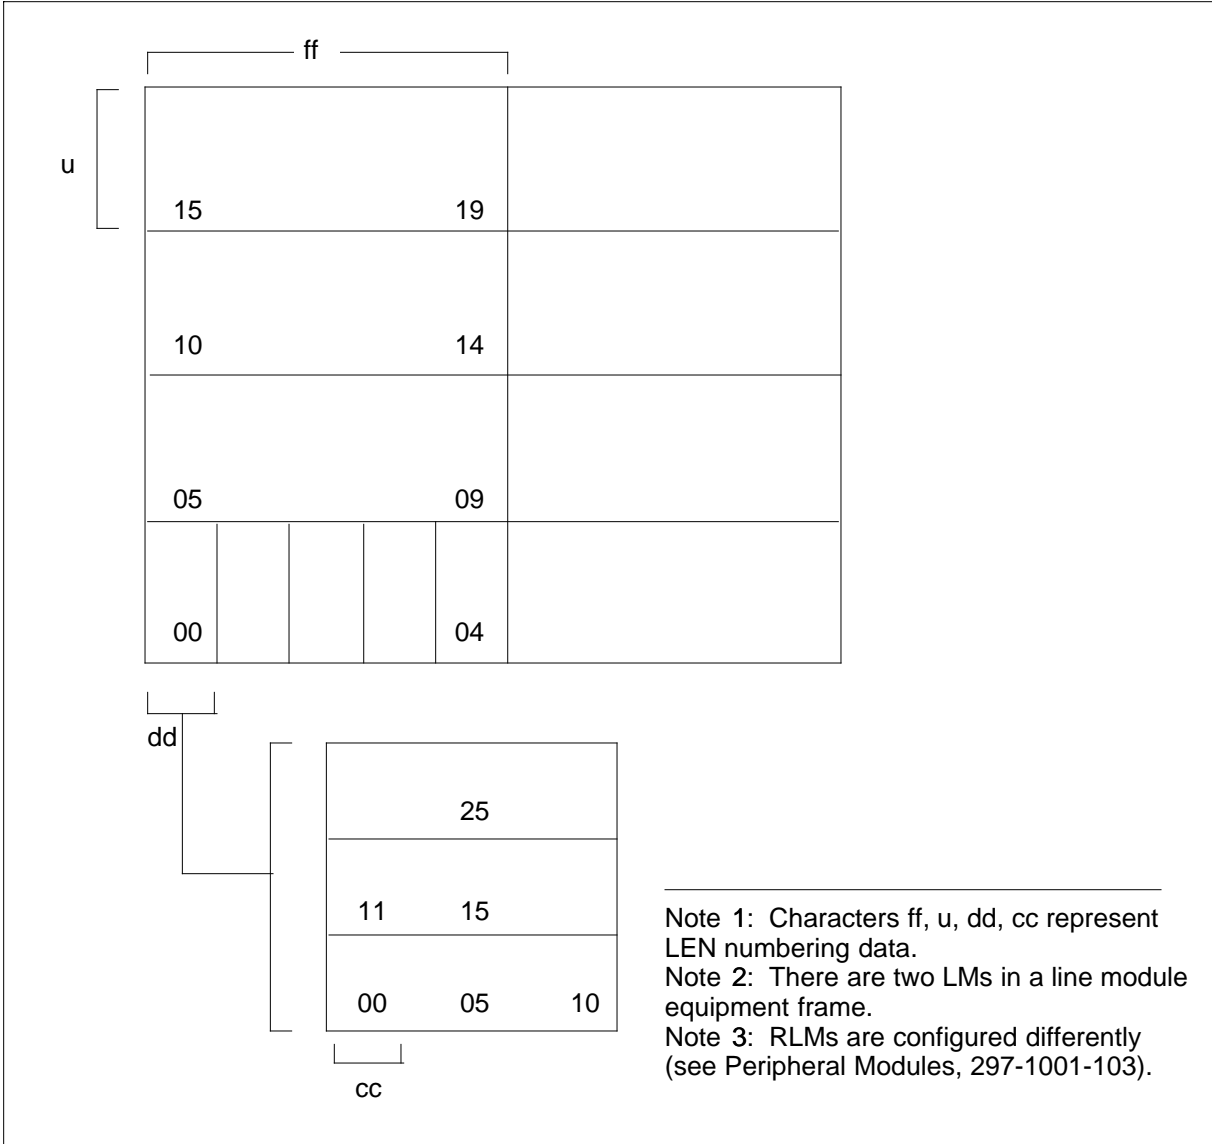 ff
u
15 19
10 14
05 09
00 04
dd
25
11 15
00 05 10
cc
Note 1: Characters ff, u, dd, cc represent
LEN numbering data.
Note 2: There are two LMs in a line module
equipment frame.
Note 3: RLMs are configured differently
(see Peripheral Modules, 297-1001-103).